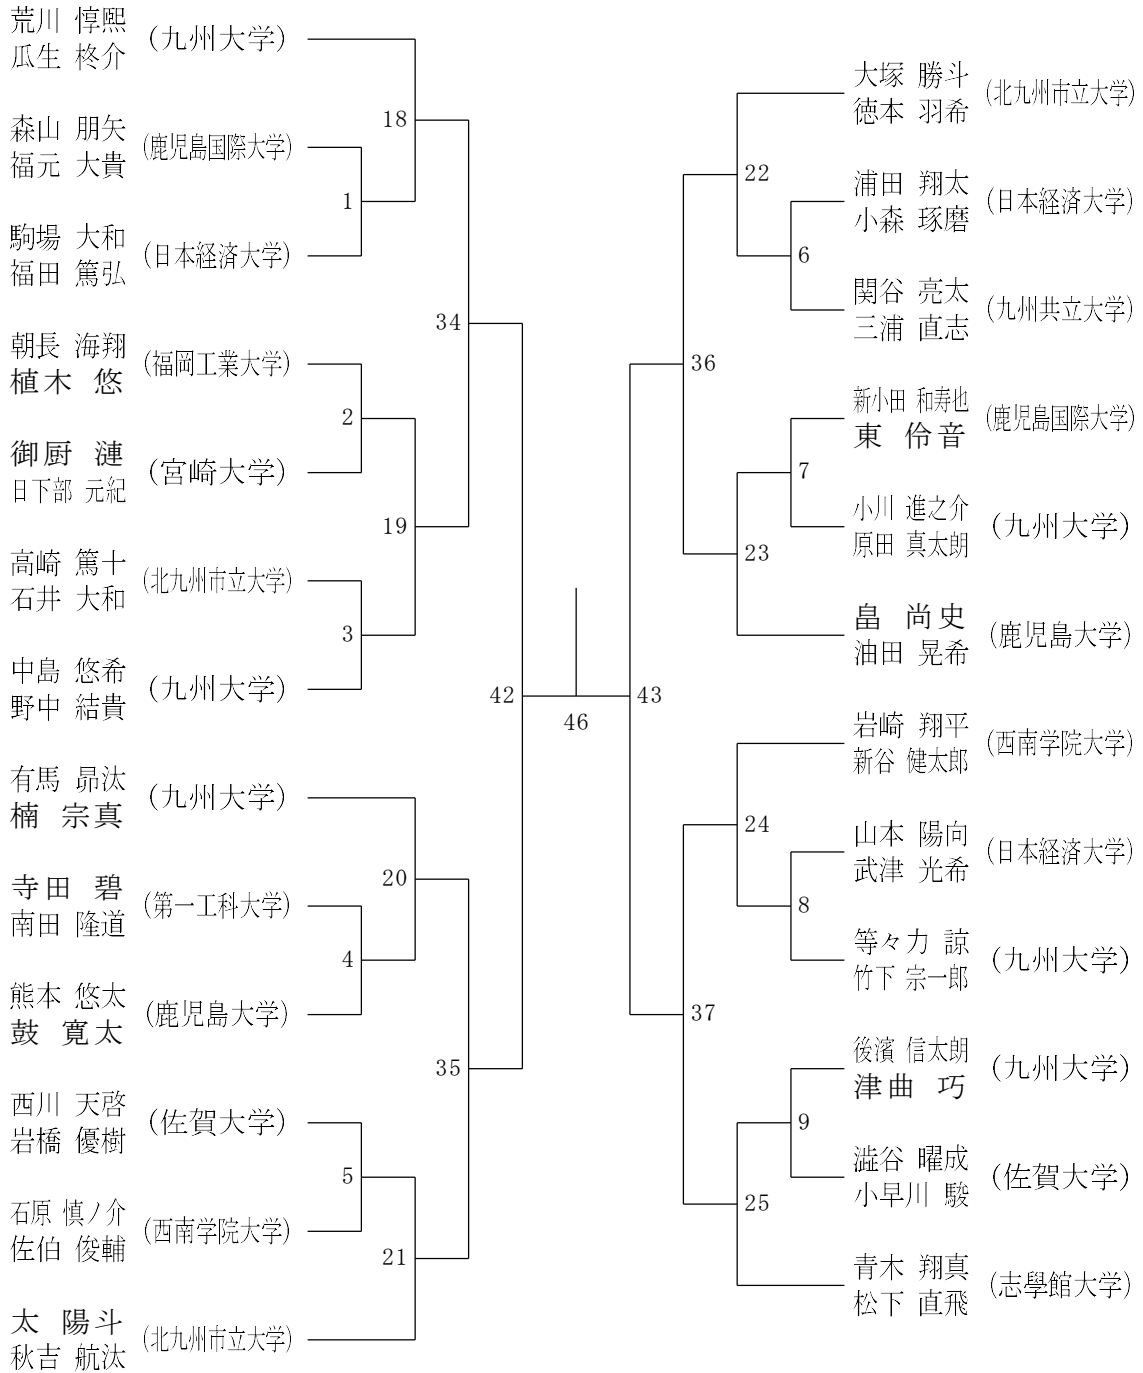 荒川 惇熙
瓜生 柊介
(九州大学)
森山 朋矢
福元 大貴
(鹿児島国際大学)
駒場 大和
福田 篤弘
(日本経済大学)
朝長 海翔
植木 悠
(福岡工業大学)
御厨 漣
日下部 元紀
(宮崎大学)
高崎 篤十
石井 大和
(北九州市立大学)
中島 悠希
野中 結貴
(九州大学)
有馬 昴汰
楠 宗真
(九州大学)
寺田 碧
南田 隆道
(第一工科大学)
熊本 悠太
鼓 寛太
(鹿児島大学)
西川 天啓
岩橋 優樹
(佐賀大学)
石原 慎ノ介
佐伯 俊輔
(西南学院大学)
太 陽斗
秋吉 航汰
(北九州市立大学)
18
1
34
2
19
3
42
20
4
35
5
21
46
43
22
6
36
7
23
24
8
37
9
25
大塚 勝斗
徳本 羽希
(北九州市立大学)
浦田 翔太
小森 琢磨
(日本経済大学)
関谷 亮太
三浦 直志
(九州共立大学)
新小田 和寿也
東 伶音
(鹿児島国際大学)
小川 進之介
原田 真太朗
(九州大学)
畠 尚史
油田 晃希
(鹿児島大学)
岩崎 翔平
新谷 健太郎
(西南学院大学)
山本 陽向
武津 光希
(日本経済大学)
等々力 諒
竹下 宗一郎
(九州大学)
後濱 信太朗
津曲 巧
(九州大学)
澁谷 曜成
小早川 駿
(佐賀大学)
青木 翔真
松下 直飛
(志學館大学)